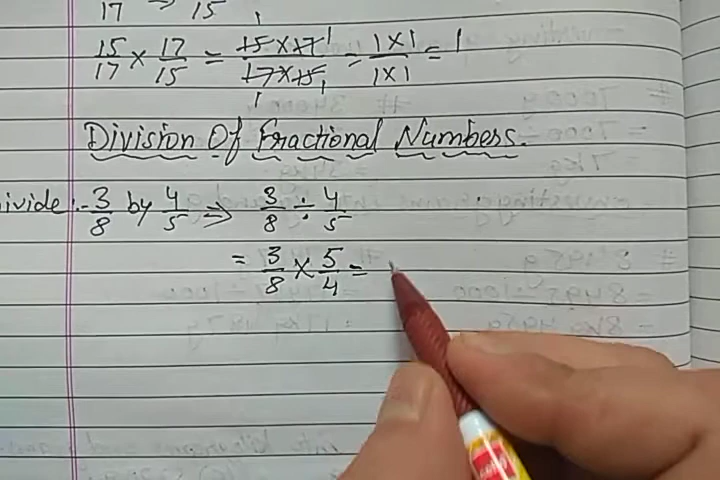 17 → 15
15/17 × 17/15 = 15×17/17×15 = 1×1/1×1 = 1
Division Of Fractional Numbers.
ivide :- 3/8 by 4/5 ⇒ 3/8 ÷ 4/5
= 3/8 × 5/4 =